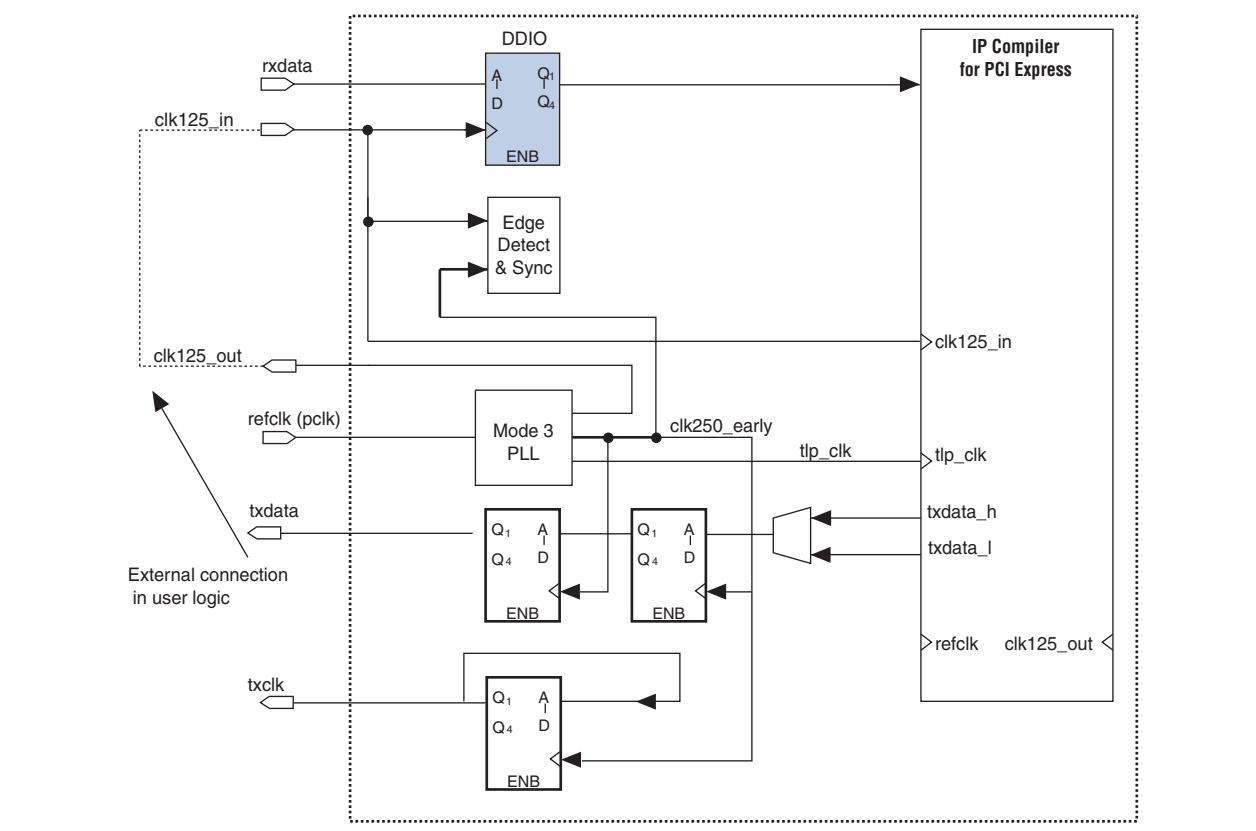 DDIO
IP Compiler
for PCI Express
rxdata
A
D
Q1
Q4
ENB
clk125_in
Edge
Detect
& Sync
clk125_in
clk125_out
refclk (pclk)
Mode 3
PLL
clk250_early
tlp_clk
tlp_clk
txdata
Q1
Q4
A
D
ENB
Q1
Q4
A
D
ENB
txdata_h
txdata_l
External connection
in user logic
refclk
clk125_out
txclk
Q1
Q4
A
D
ENB